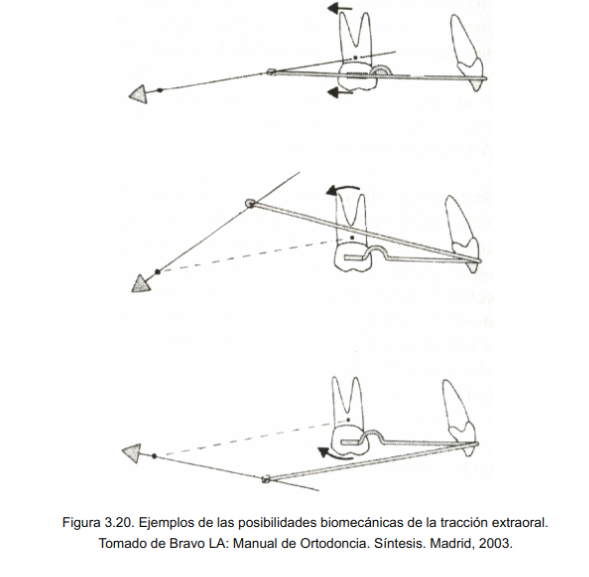 Figura 3.20. Ejemplos de las posibilidades biomecánicas de la tracción extraoral.
Tomado de Bravo LA: Manual de Ortodoncia. Síntesis. Madrid, 2003.